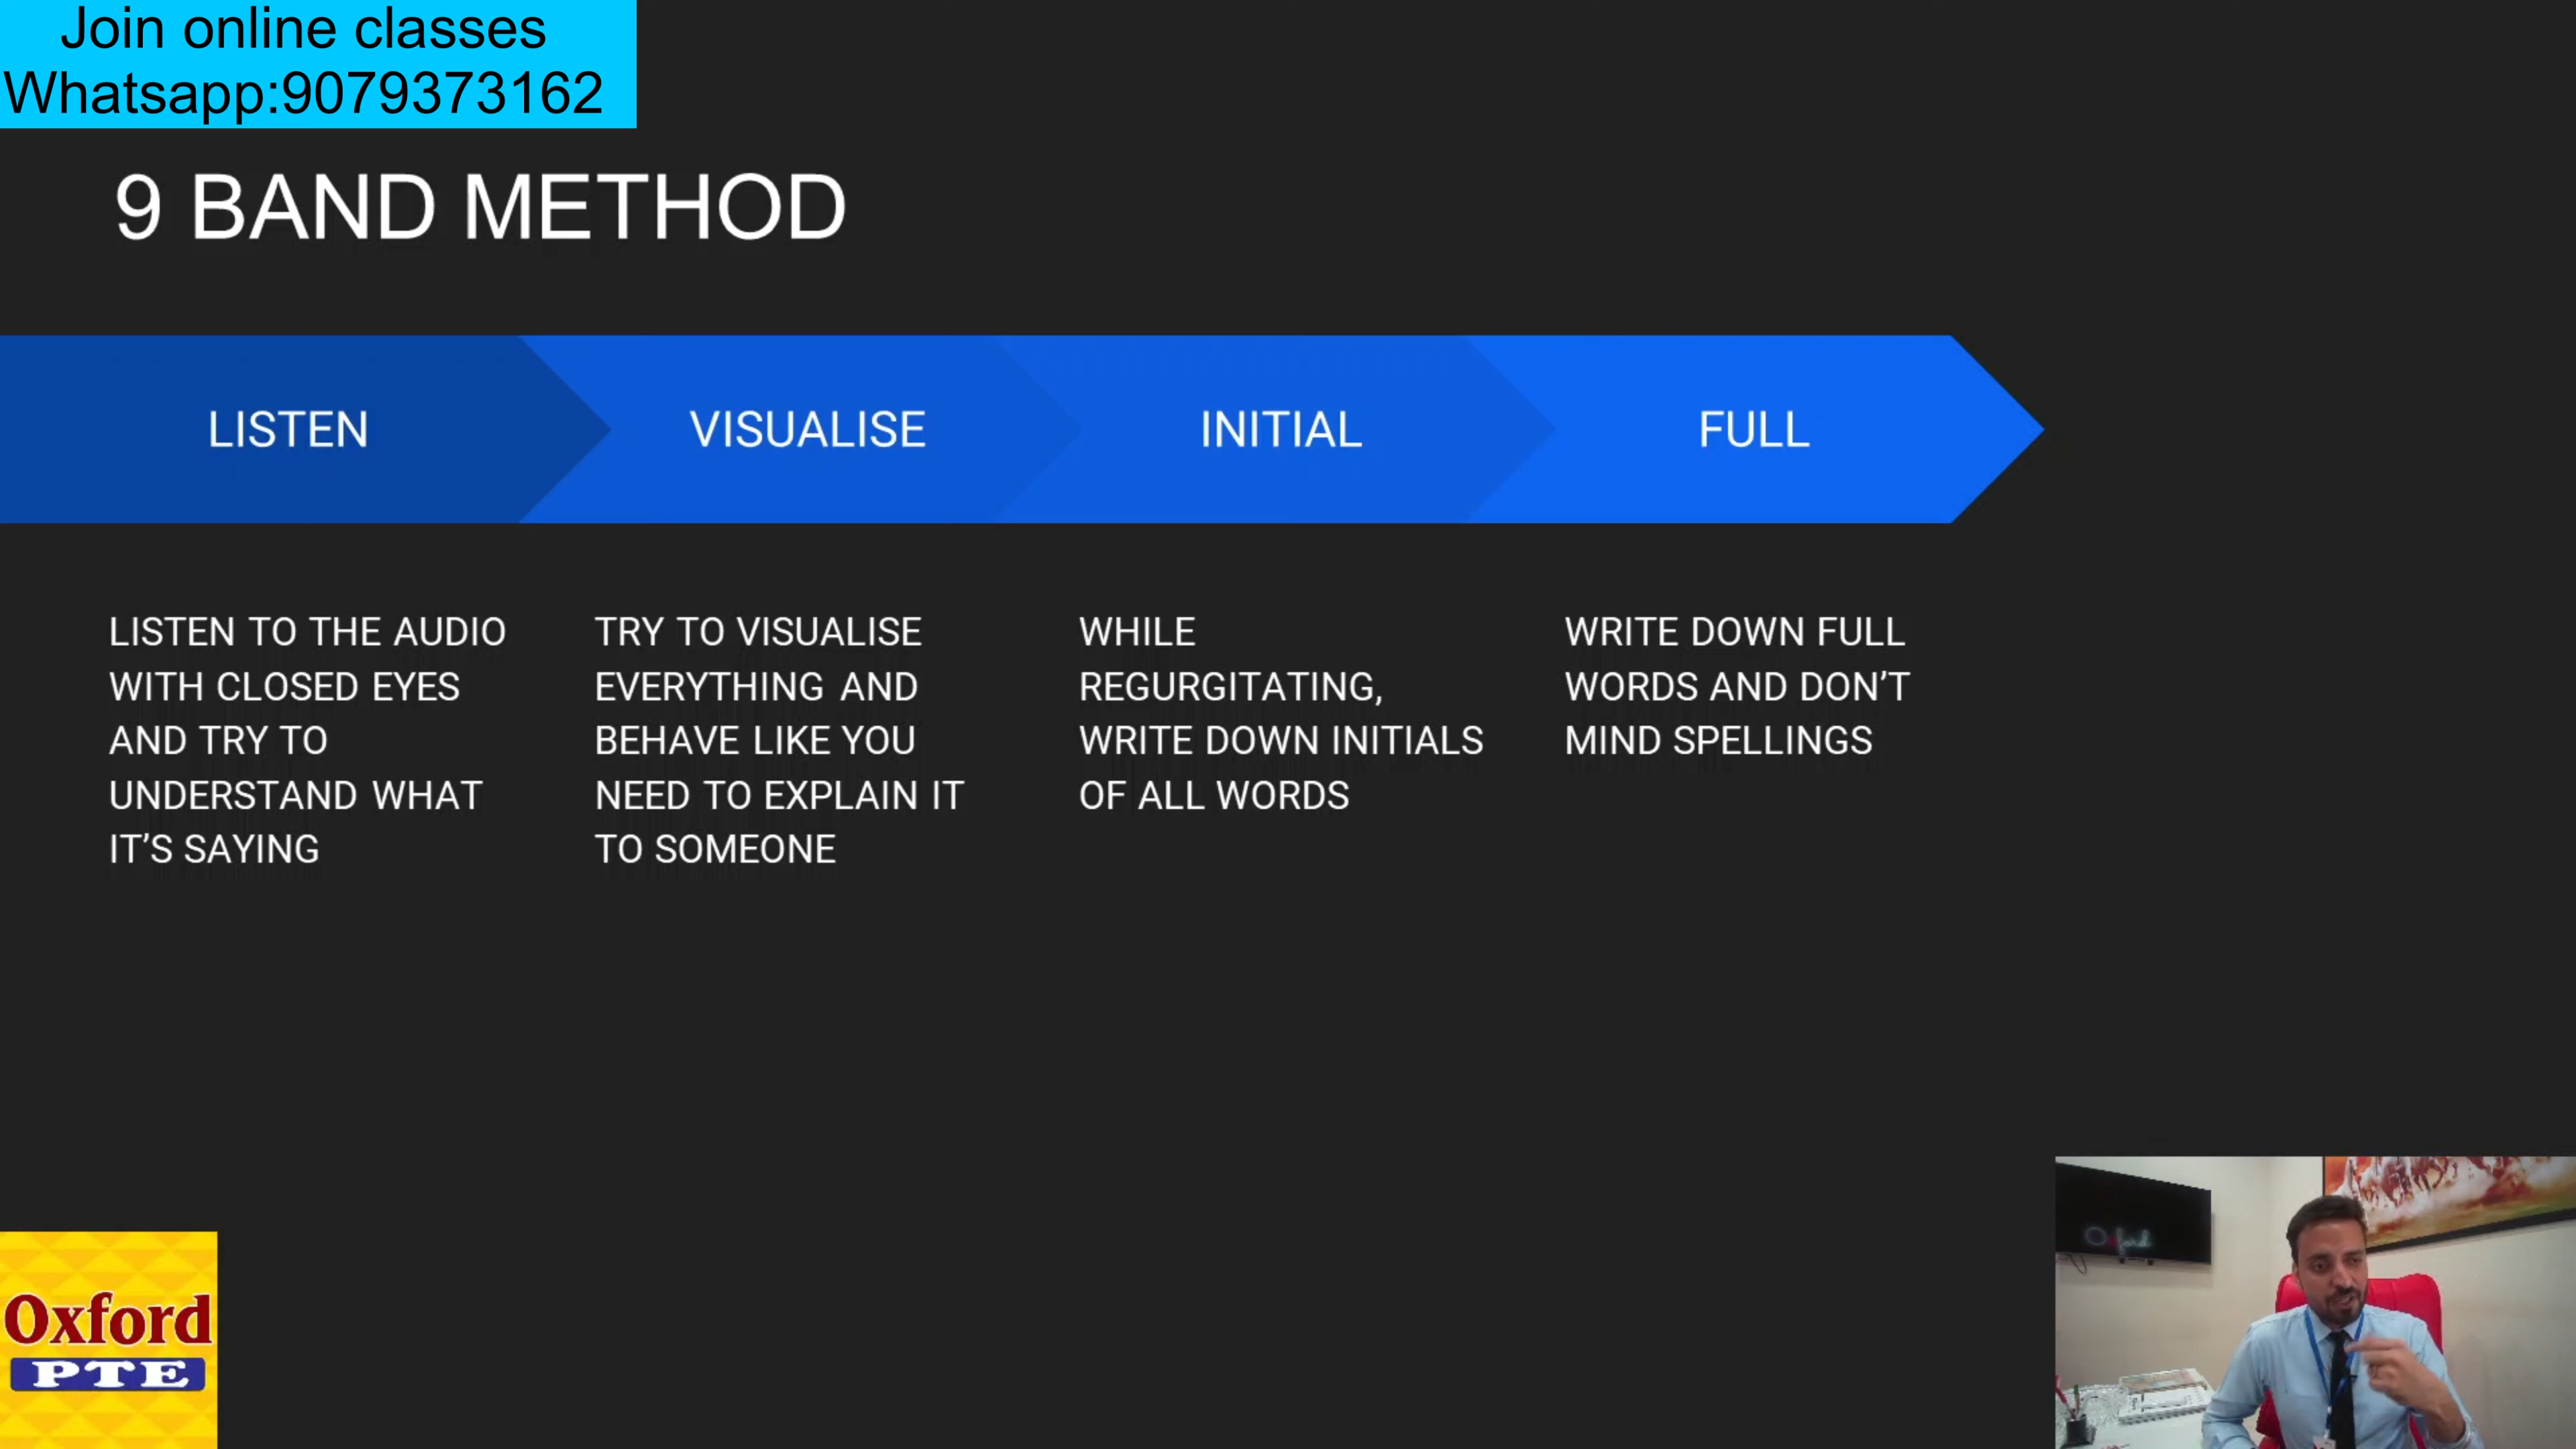 Join online classes
Whatsapp:9079373162
9 BAND METHOD
LISTEN
VISUALISE
INITIAL
FULL
LISTEN TO THE AUDIO
WITH CLOSED EYES
AND TRY TO
UNDERSTAND WHAT
IT’S SAYING
TRY TO VISUALISE
EVERYTHING AND
BEHAVE LIKE YOU
NEED TO EXPLAIN IT
TO SOMEONE
WHILE
REGURGITATING,
WRITE DOWN INITIALS
OF ALL WORDS
WRITE DOWN FULL
WORDS AND DON’T
MIND SPELLINGS
Oxford
PTE
Oxford